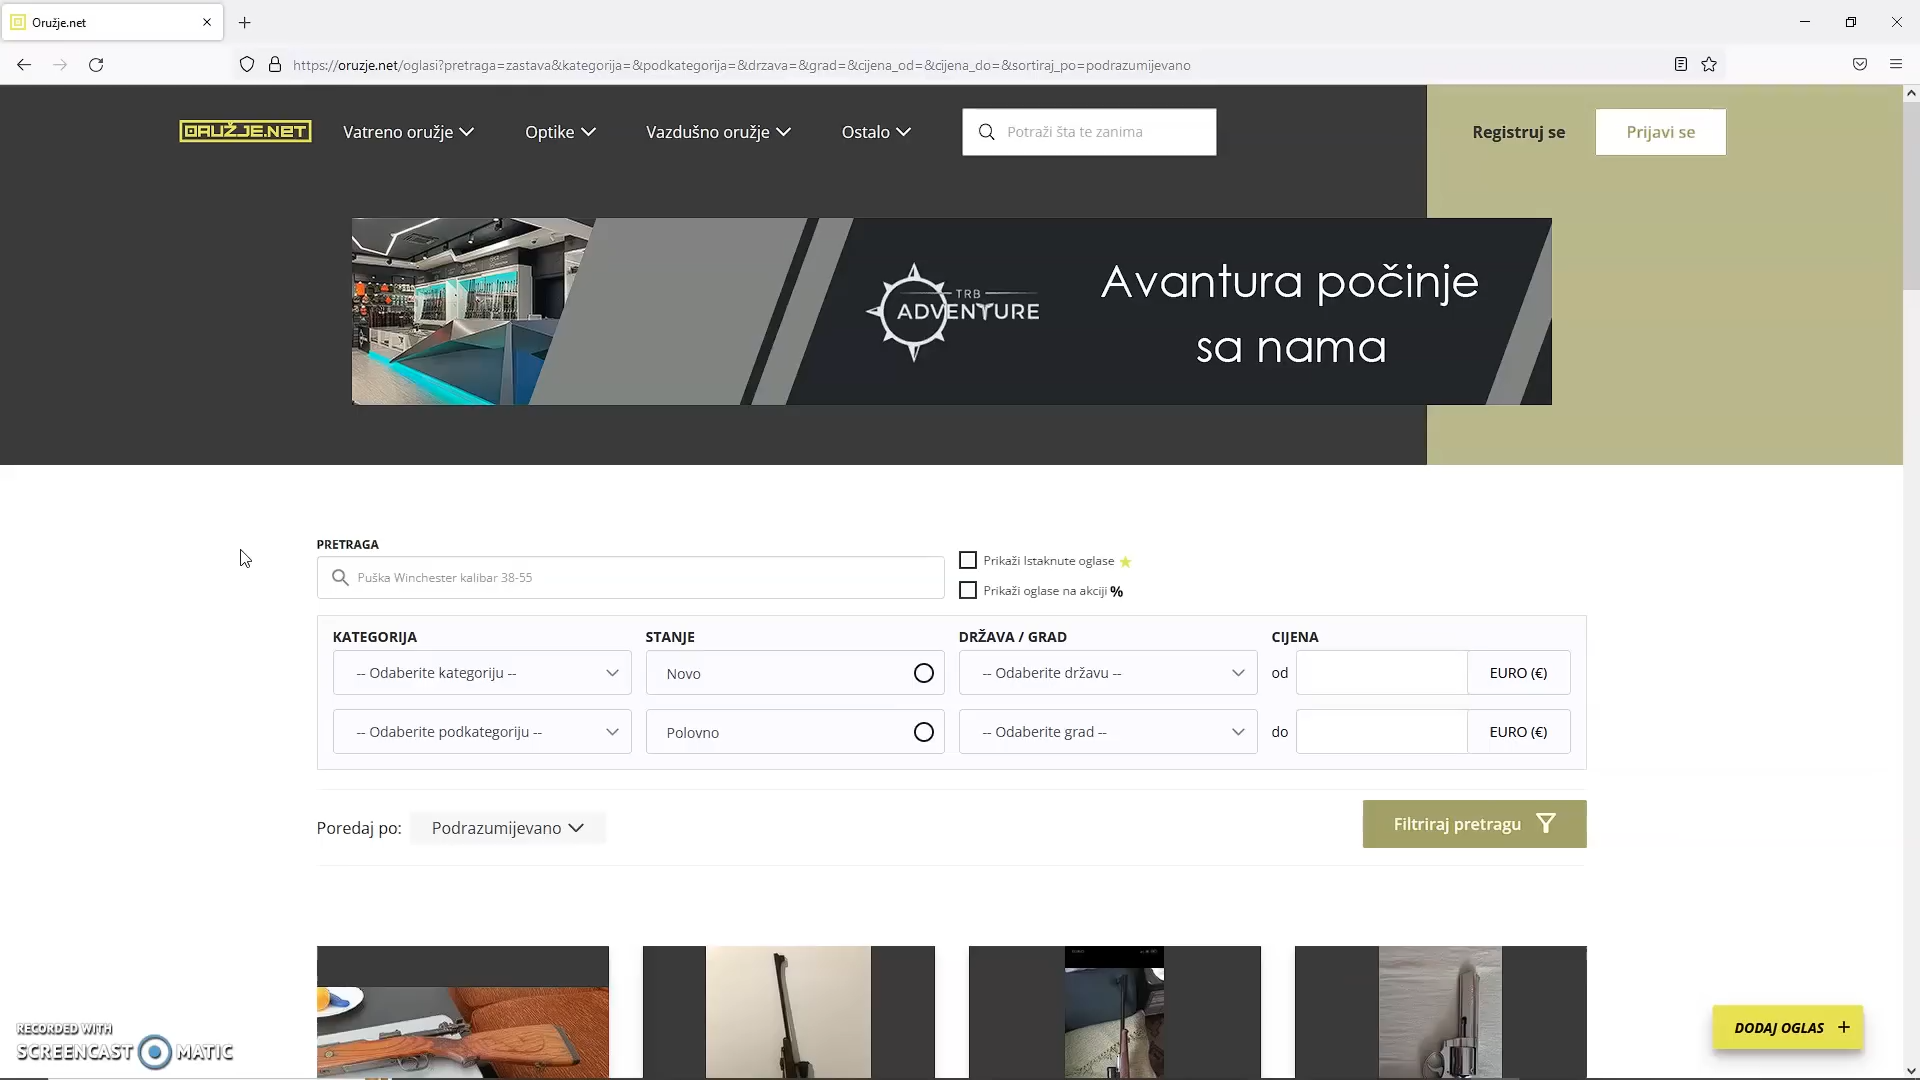 Oružje.net
https://oruzje.net/oglasi?pretraga=zastava&kategorija=&podkategorija=&drzava=&grad=&cijena_od=&cijena_do=&sortiraj_po=podrazumijevano
ORUŽJE.NET
Vatreno oružje
Optike
Vazdušno oružje
Ostalo
Potraži šta te zanima
Registruj se
Prijavi se
TRB
ADVENTURE
Avantura počinje
sa nama
PRETRAGA
Puška Winchester kalibar 38-55
Prikaži Istaknute oglase
Prikaži oglase na akciji %
KATEGORIJA
STANJE
DRŽAVA / GRAD
CIJENA
-- Odaberite kategoriju --
Novo
-- Odaberite državu --
od
EURO (€)
-- Odaberite podkategoriju --
Polovno
-- Odaberite grad --
do
EURO (€)
Poredaj po:
Podrazumijevano
Filtriraj pretragu
DODAJ OGLAS +
RECORDED WITH
SCREENCAST MATIC